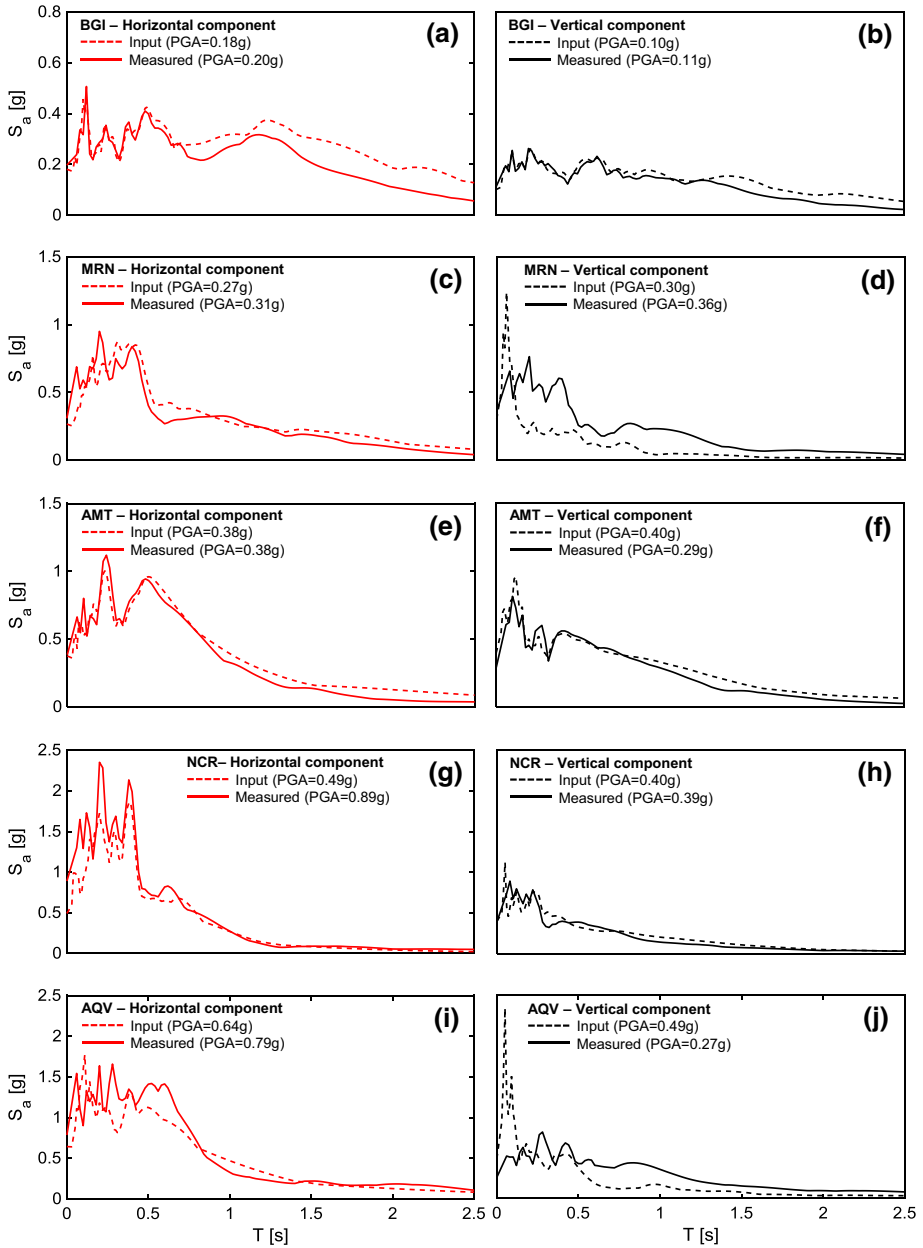 BGI – Horizontal component
Input (PGA=0.18g)
Measured (PGA=0.20g)
(a)
0.8
0.6
0.4
0.2
0
S_a [g]
BGI – Vertical component
Input (PGA=0.10g)
Measured (PGA=0.11g)
(b)
MRN – Horizontal component
Input (PGA=0.27g)
Measured (PGA=0.31g)
(c)
1.5
1
0.5
0
S_a [g]
MRN – Vertical component
Input (PGA=0.30g)
Measured (PGA=0.36g)
(d)
AMT – Horizontal component
Input (PGA=0.38g)
Measured (PGA=0.38g)
(e)
1.5
1
0.5
0
S_a [g]
AMT – Vertical component
Input (PGA=0.40g)
Measured (PGA=0.29g)
(f)
NCR– Horizontal component
Input (PGA=0.49g)
Measured (PGA=0.89g)
(g)
2.5
2
1.5
1
0.5
0
S_a [g]
NCR – Vertical component
Input (PGA=0.40g)
Measured (PGA=0.39g)
(h)
AQV – Horizontal component
Input (PGA=0.64g)
Measured (PGA=0.79g)
(i)
2.5
2
1.5
1
0.5
0
S_a [g]
0 0.5 1 1.5 2 2.5
T [s]
AQV – Vertical component
Input (PGA=0.49g)
Measured (PGA=0.27g)
(j)
0 0.5 1 1.5 2 2.5
T [s]